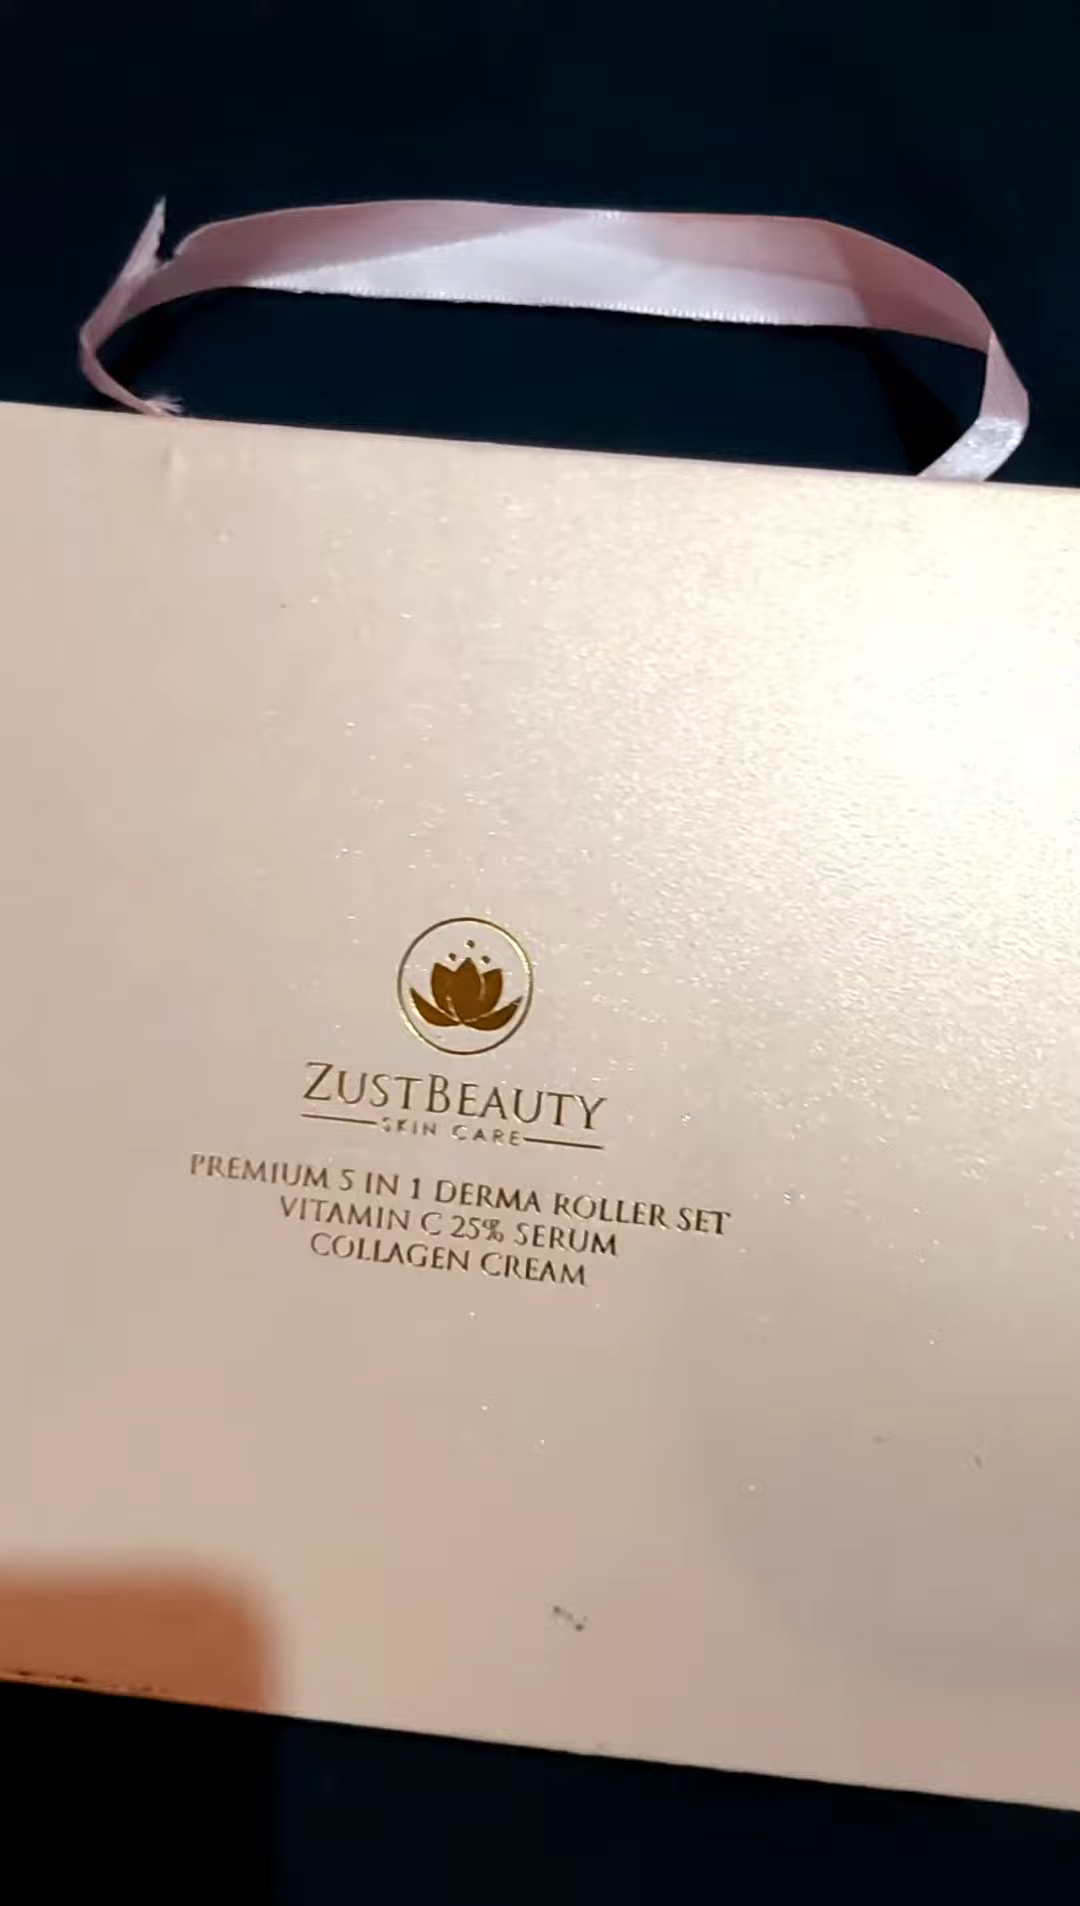 ZUSTBEAUTY
SKIN CARE
PREMIUM 5 IN 1 DERMA ROLLER SET
VITAMIN C 25% SERUM
COLLAGEN CREAM